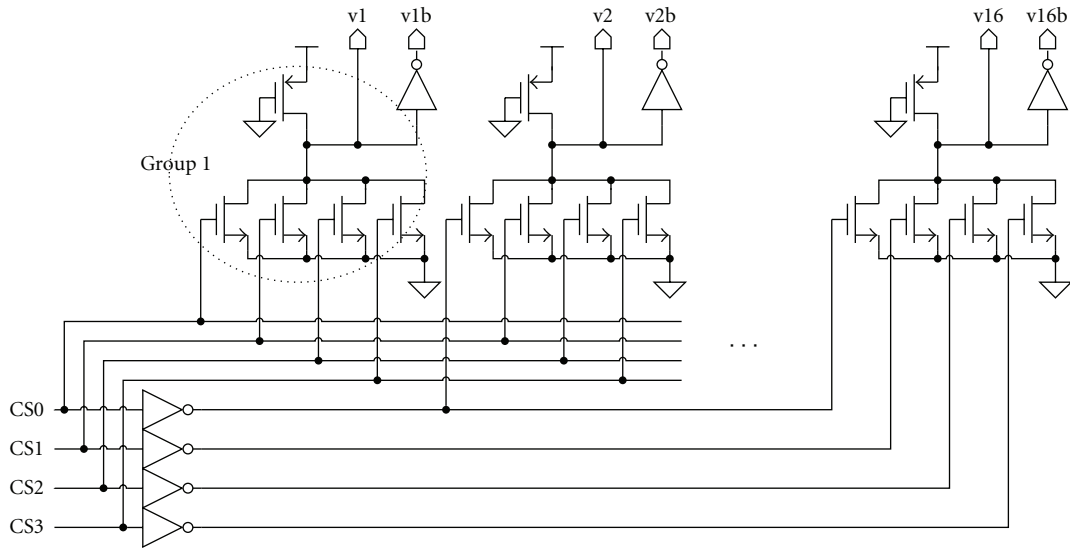 v1 v1b v2 v2b v16 v16b
Group 1
. . .
CS0
CS1
CS2
CS3